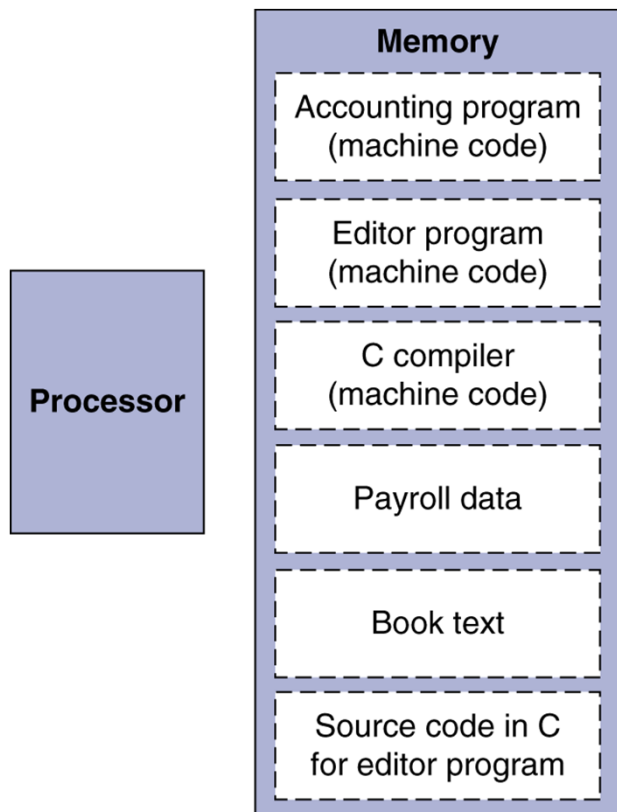 Memory
Accounting program
(machine code)
Editor program
(machine code)
C compiler
(machine code)
Processor
Payroll data
Book text
Source code in C
for editor program